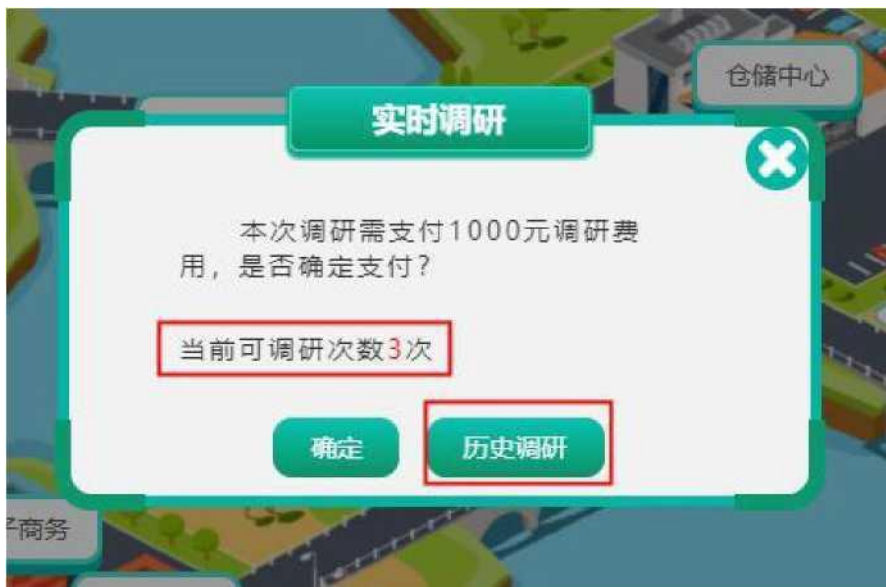 仓储中心
实时调研
本次调研需支付1000元调研费
用，是否确定支付？
当前可调研次数3次
确定
历史调研
子商务